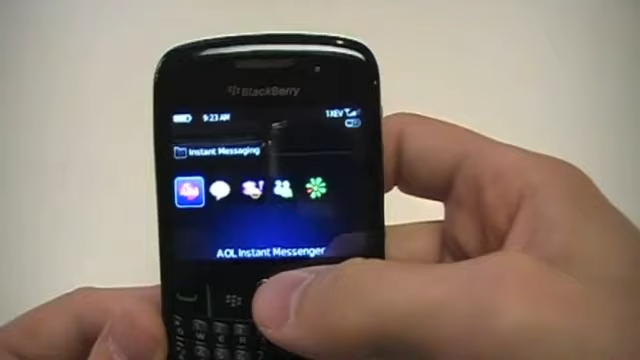 BlackBerry
9:23 AM
1XEV
Instant Messaging
AOL Instant Messenger